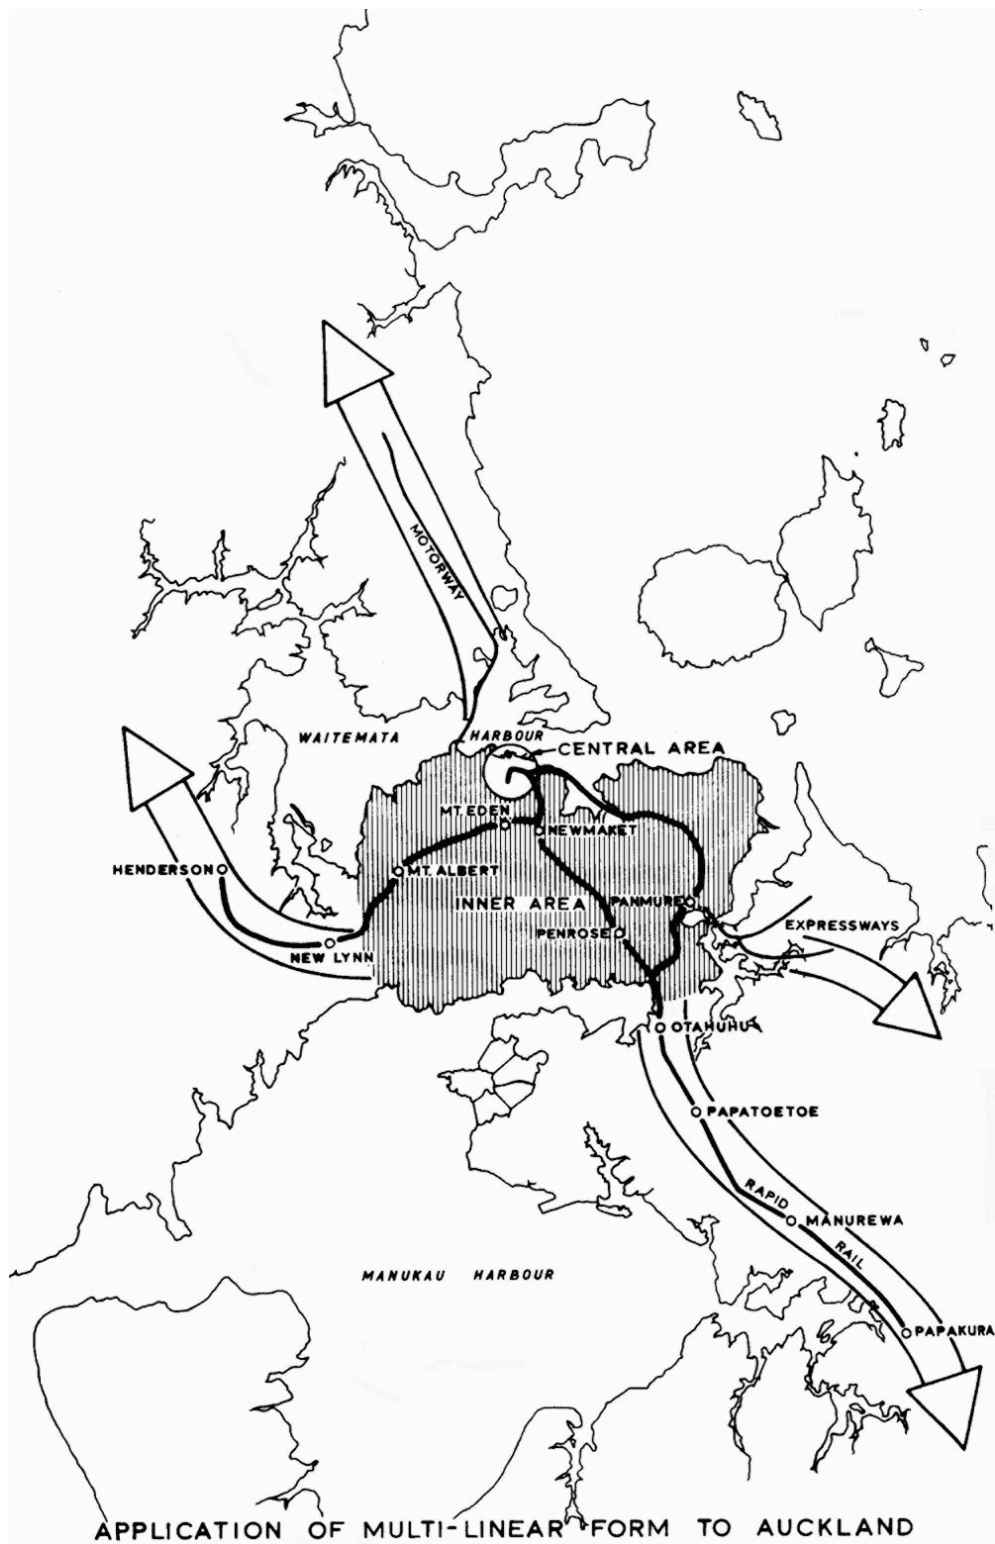 MOTORWAY
WAITEMATA HARBOUR
CENTRAL AREA
MT. EDEN
NEWMAKET
HENDERSON
MT. ALBERT
INNER AREA
PANMURE
PENROSE
EXPRESSWAYS
NEW LYNN
OTAHUHU
PAPATOETOE
RAPID
MANUREWA
RAIL
MANUKAU HARBOUR
PAPAKURA
APPLICATION OF MULTI-LINEAR FORM TO AUCKLAND